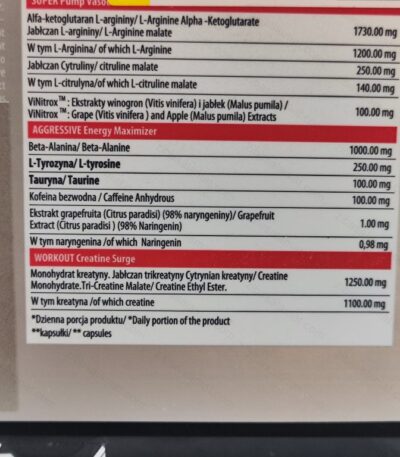 SUPER Pump Vaso
Alfa-ketoglutaran L-argininy/ L-Arginine Alpha -Ketoglutarate
Jabłczan L-argininy/ L-Arginine malate 1730.00 mg
W tym L-Arginina/ of which L-Arginine 1200.00 mg
Jabłczan Cytruliny/ citruline malate 250.00 mg
W tym L-citrulyna/of which L-citruline malate 140.00 mg
ViNitrox™: Ekstrakty winogron (Vitis vinifera) i jabłek (Malus pumila) /
ViNitrox™: Grape (Vitis vinifera ) and Apple (Malus pumila) Extracts 100.00 mg
AGGRESSIVE Energy Maximizer
Beta-Alanina/ Beta-Alanine 1000.00 mg
L-Tyrozyna/ L-tyrosine 250.00 mg
Tauryna/ Taurine 100.00 mg
Kofeina bezwodna / Caffeine Anhydrous 100.00 mg
Ekstrakt grapefruita (Citrus paradisi) (98% naryngeniny)/ Grapefruit
Extract (Citrus paradisi ) (98% Naringenin) 1.00 mg
W tym naryngenina /of which Naringenin 0,98 mg
WORKOUT Creatine Surge
Monohydrat kreatyny. Jabłczan trikreatyny Cytrynian kreatyny/ Creatine
Monohydrate.Tri-Creatine Malate/ Creatine Ethyl Ester. 1250.00 mg
W tym kreatyna /of which creatine 1100.00 mg
*Dzienna porcja produktu/ *Daily portion of the product
**kapsułki/ ** capsules